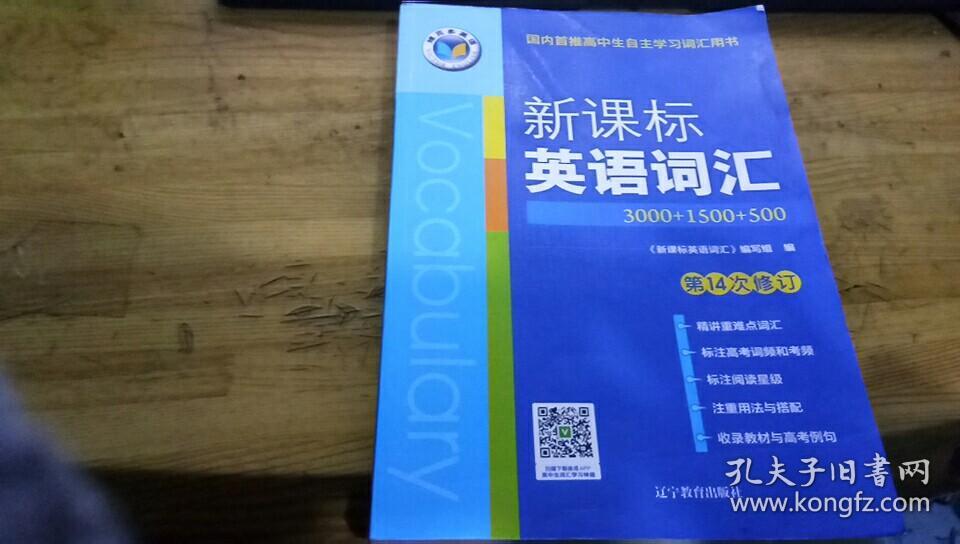 维克多英语
国内首推高中生自主学习词汇用书
Vocabulary
新课标
英语词汇
3000+1500+500
《新课标英语词汇》编写组 编
第14次修订
精讲重难点词汇
标注高考词频和考频
标注阅读星级
注重用法与搭配
收录教材与高考例句
辽宁教育出版社
孔夫子旧书网
www.kongfz.com